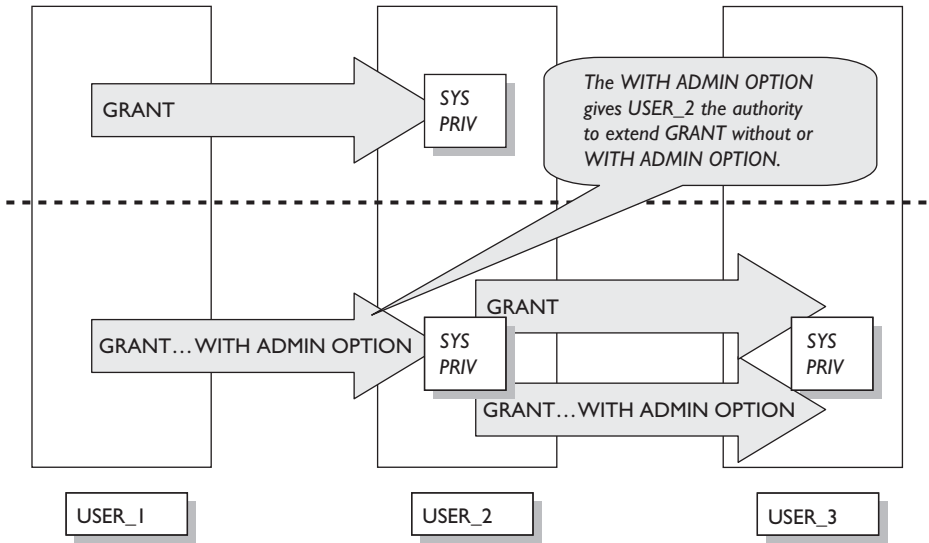 GRANT
SYS
PRIV
The WITH ADMIN OPTION
gives USER_2 the authority
to extend GRANT without or
WITH ADMIN OPTION.
GRANT
GRANT...WITH ADMIN OPTION
SYS
PRIV
SYS
PRIV
GRANT...WITH ADMIN OPTION
USER_1
USER_2
USER_3